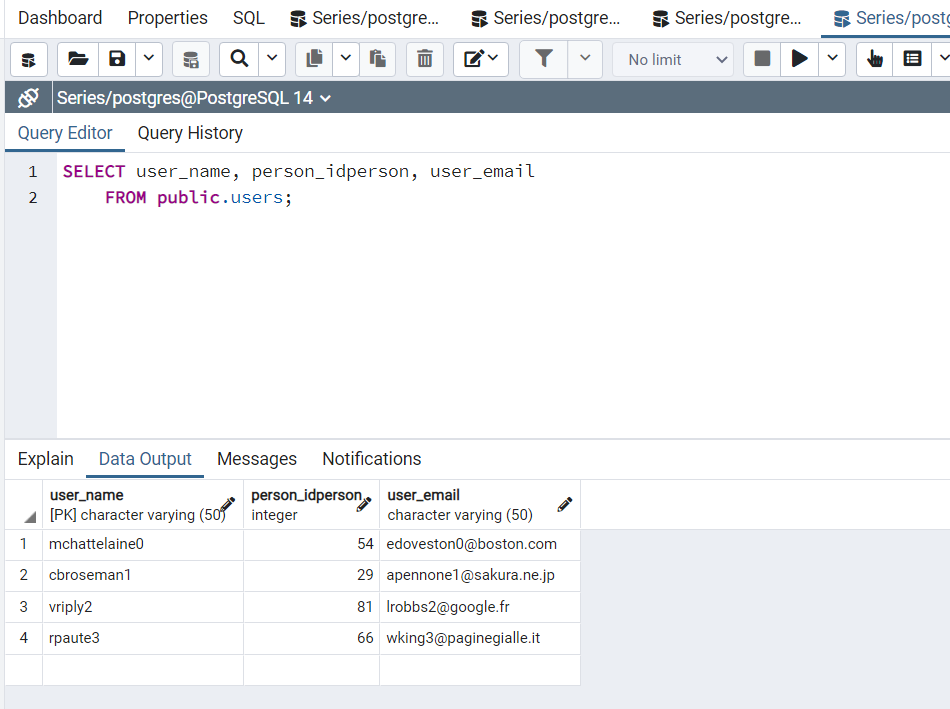 Dashboard Properties SQL Series/postgre... Series/postgre... Series/postgre... Series/postg
No limit
Series/postgres@PostgreSQL 14
Query Editor Query History
1 SELECT user_name, person_idperson, user_email
2 FROM public.users;
Explain Data Output Messages Notifications
user_name person_idperson user_email
[PK] character varying (50) integer character varying (50)
1 mchattelaine0 54 edoveston0@boston.com
2 cbroseman1 29 apennone1@sakura.ne.jp
3 vriply2 81 lrobbs2@google.fr
4 rpaute3 66 wking3@paginegialle.it